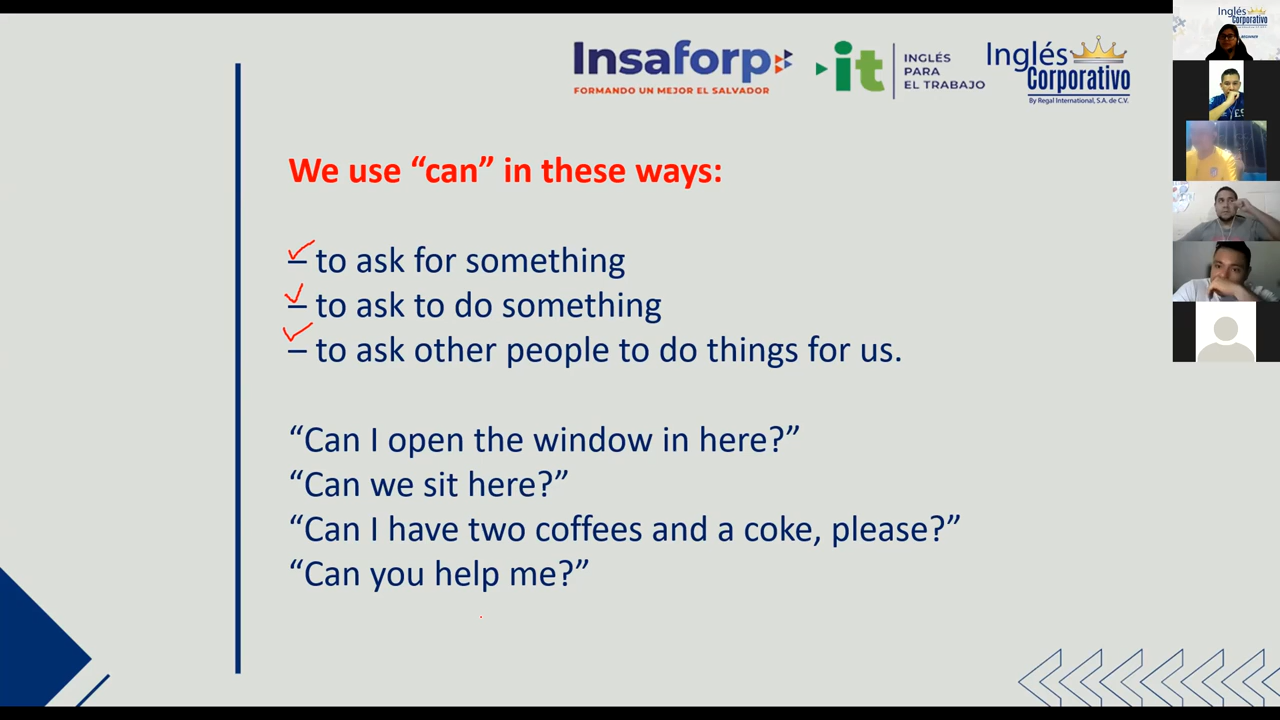 Insaforp
FORMANDO UN MEJOR EL SALVADOR
it
INGLÉS
PARA
EL TRABAJO
Inglés
Corporativo
By Regal International, S.A. de C.V.
We use “can” in these ways:
– to ask for something
– to ask to do something
– to ask other people to do things for us.
“Can I open the window in here?”
“Can we sit here?”
“Can I have two coffees and a coke, please?”
“Can you help me?”
Inglés
Corporativo